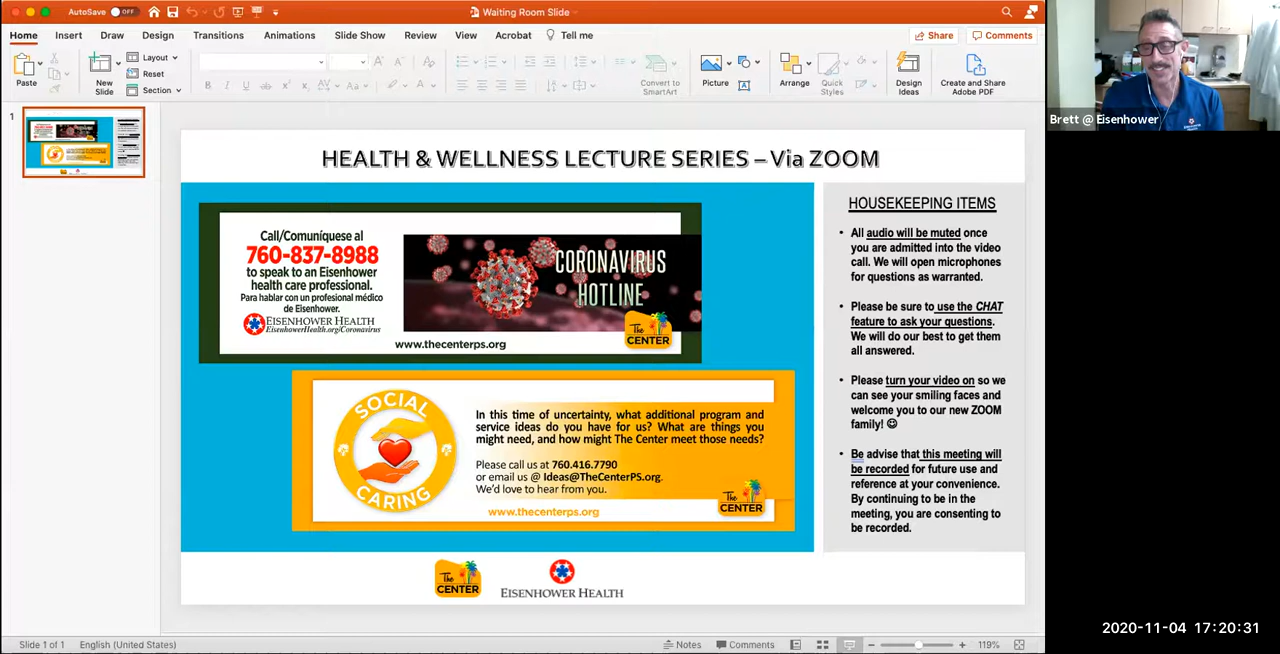 AutoSave OFF
Waiting Room Slide
Home Insert Draw Design Transitions Animations Slide Show Review View Acrobat Tell me
Share Comments
Paste
New
Slide
Layout
Reset
Section
Convert to
SmartArt
Picture
Arrange
Quick
Styles
Design
Ideas
Create and Share
Adobe PDF
1
HEALTH & WELLNESS LECTURE SERIES – Via ZOOM
Call/Comuníquese al
760-837-8988
to speak to an Eisenhower
health care professional.
Para hablar con un profesional médico
de Eisenhower.
EISENHOWER HEALTH
EisenhowerHealth.org/Coronavirus
CORONAVIRUS
HOTLINE
www.thecenterps.org
The
CENTER
SOCIAL
CARING
In this time of uncertainty, what additional program and
service ideas do you have for us? What are things you
might need, and how might The Center meet those needs?
Please call us at 760.416.7790
or email us @ Ideas@TheCenterPS.org.
We'd love to hear from you.
www.thecenterps.org
The
CENTER
HOUSEKEEPING ITEMS
• All audio will be muted once
you are admitted into the video
call. We will open microphones
for questions as warranted.
• Please be sure to use the CHAT
feature to ask your questions.
We will do our best to get them
all answered.
• Please turn your video on so we
can see your smiling faces and
welcome you to our new ZOOM
family! ☺
• Be advise that this meeting will
be recorded for future use and
reference at your convenience.
By continuing to be in the
meeting, you are consenting to
be recorded.
The
CENTER
EISENHOWER HEALTH
Slide 1 of 1 English (United States)
Notes Comments 119%
Brett @ Eisenhower
2020-11-04 17:20:31